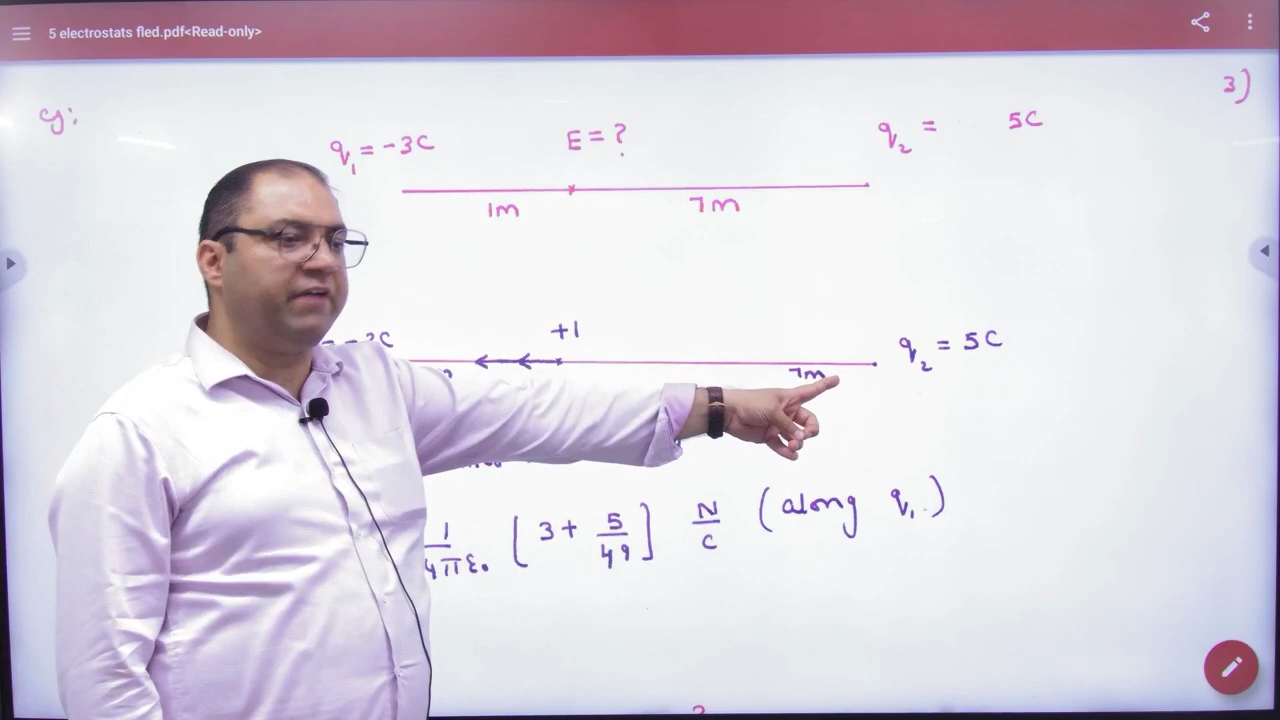 5 electrostats fled.pdf<Read-only>
3)
eg:
q₁ = -3C E = ? q₂ = 5C
1m 7m
+1
-3C q₂ = 5C
7m
1/4πε₀ [3 + 5/49] N/C (along q₁)